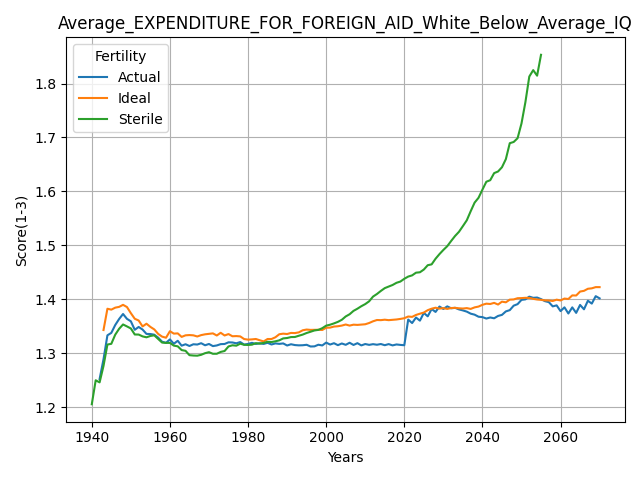 Average_EXPENDITURE_FOR_FOREIGN_AID_White_Below_Average_IQ
Fertility
Actual
Ideal
Sterile
Score(1-3)
1.8
1.7
1.6
1.5
1.4
1.3
1.2
1940 1960 1980 2000 2020 2040 2060
Years